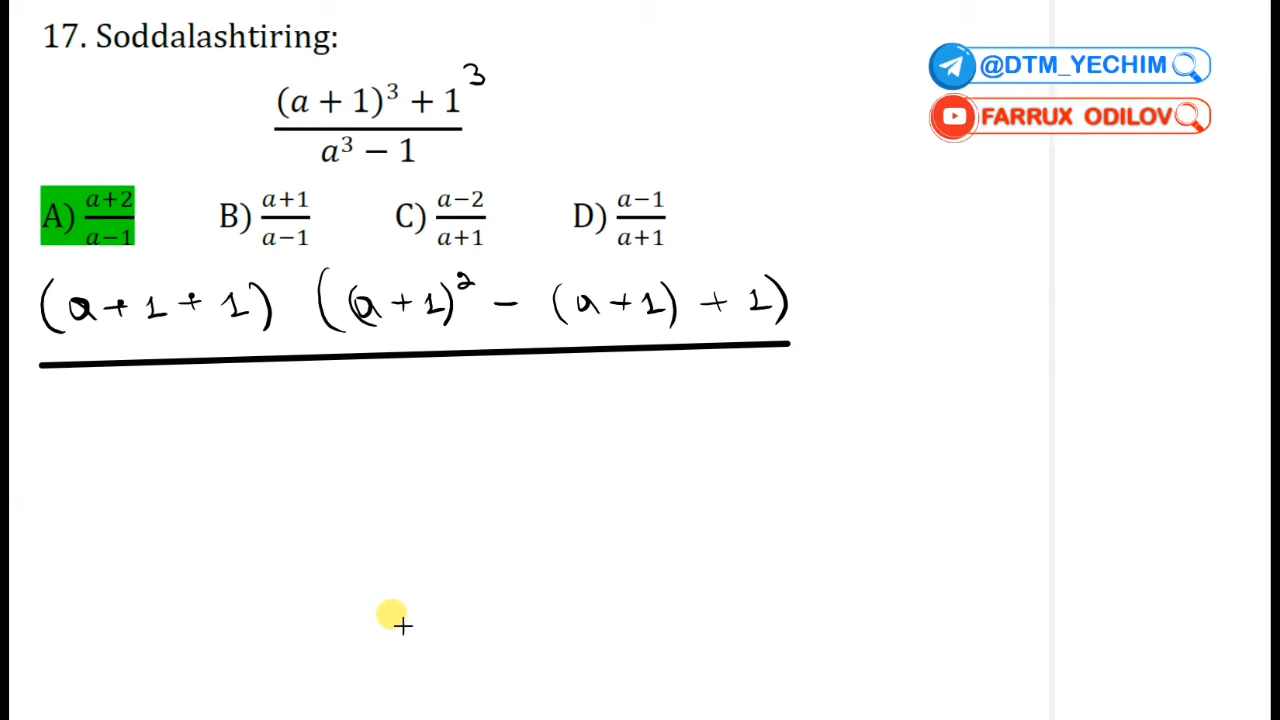 17. Soddalashtiring:
@DTM_YECHIM
FARRUX ODILOV
(a + 1)³ + 1 ³
a³ − 1
A) a+2/a−1 B) a+1/a−1 C) a−2/a+1 D) a−1/a+1
(a + 1 + 1) ((a + 1)² − (a + 1) + 1)